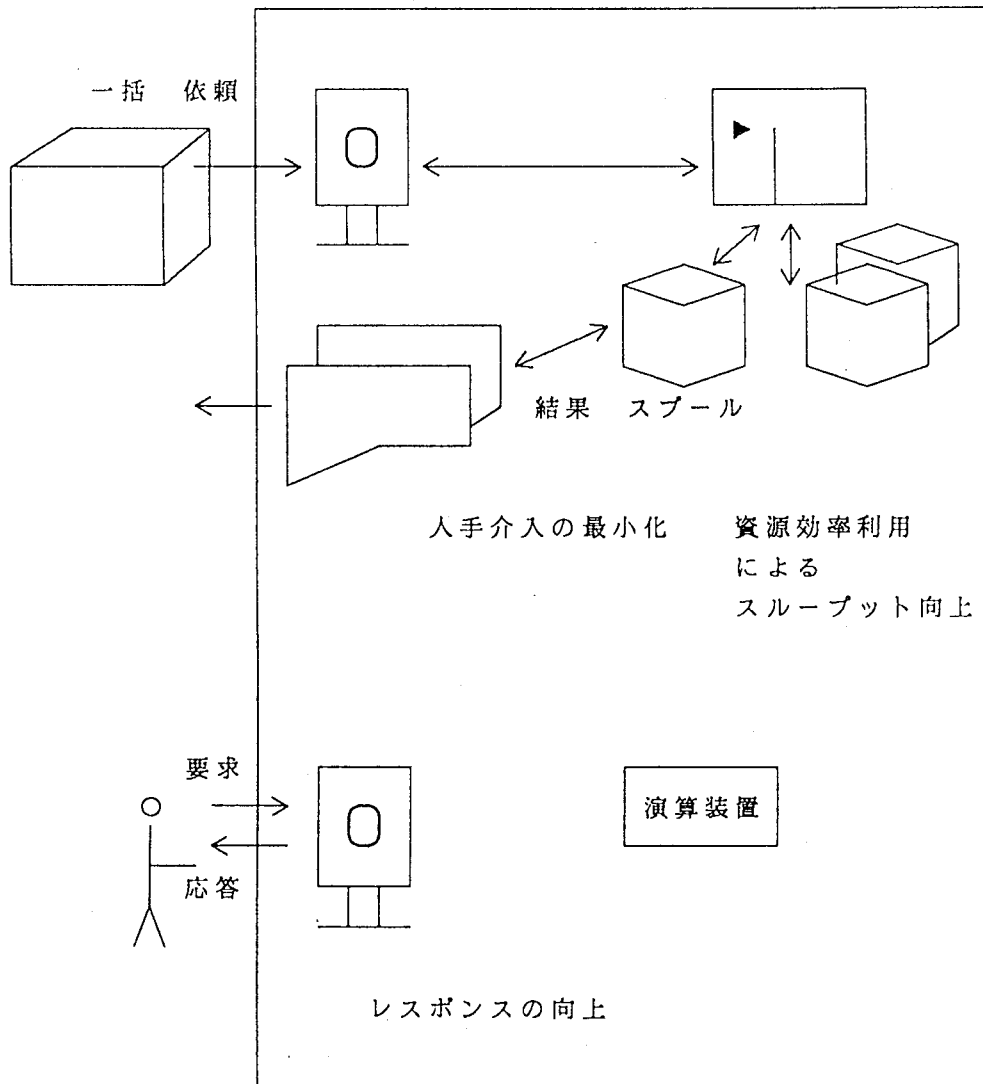 一括 依頼
結果 スプール
人手介入の最小化 資源効率利用
による
スループット向上
要求
演算装置
応答
レスポンスの向上